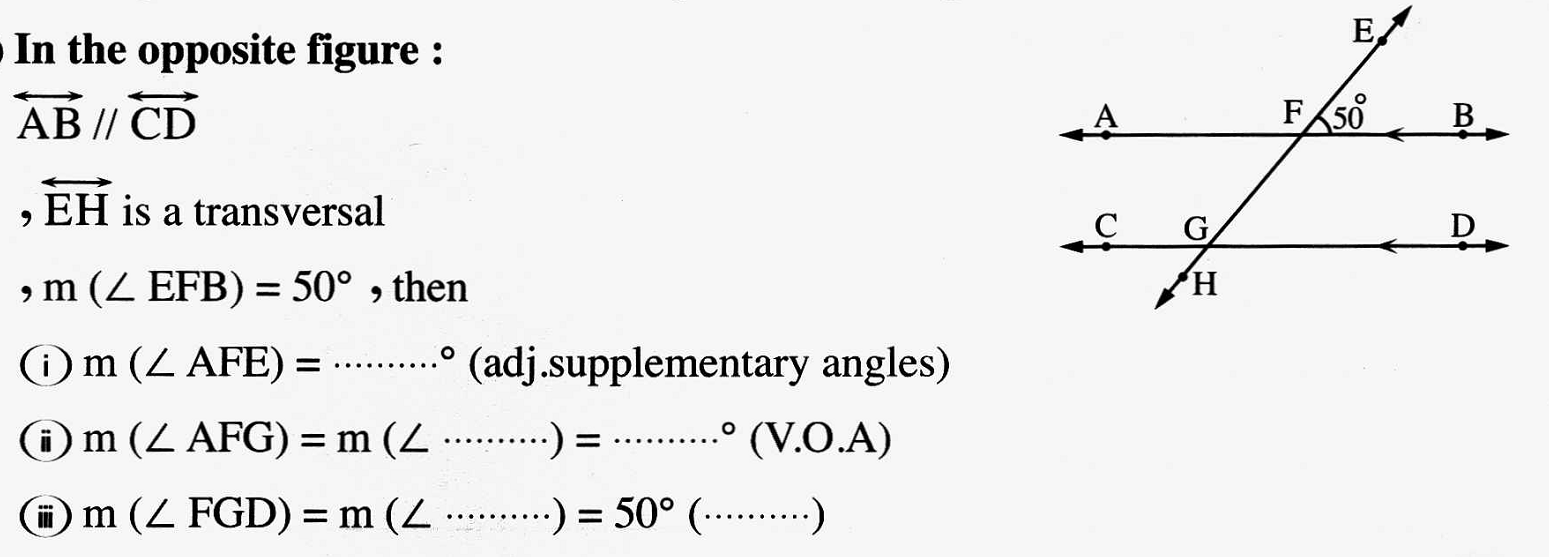 In the opposite figure :
AB // CD
, EH is a transversal
, m (∠ EFB) = 50° , then
(i) m (∠ AFE) = ..........° (adj.supplementary angles)
(ii) m (∠ AFG) = m (∠ ..........) = ..........° (V.O.A)
(iii) m (∠ FGD) = m (∠ ..........) = 50° (..........)
E
A F 50° B
C G D
H